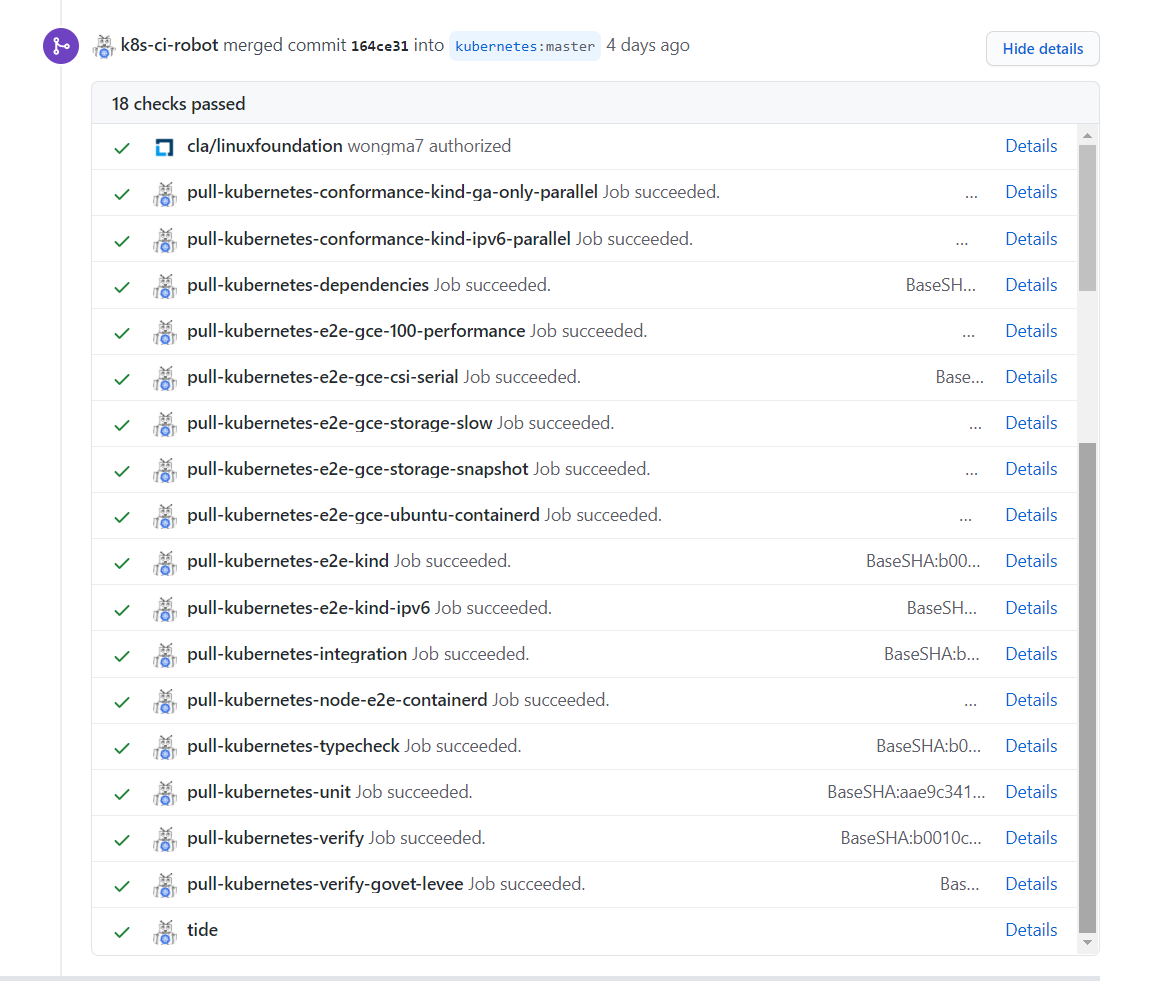 k8s-ci-robot merged commit 164ce31 into kubernetes:master 4 days ago Hide details
18 checks passed
cla/linuxfoundation wongma7 authorized Details
pull-kubernetes-conformance-kind-ga-only-parallel Job succeeded. ... Details
pull-kubernetes-conformance-kind-ipv6-parallel Job succeeded. ... Details
pull-kubernetes-dependencies Job succeeded. BaseSH... Details
pull-kubernetes-e2e-gce-100-performance Job succeeded. ... Details
pull-kubernetes-e2e-gce-csi-serial Job succeeded. Base... Details
pull-kubernetes-e2e-gce-storage-slow Job succeeded. ... Details
pull-kubernetes-e2e-gce-storage-snapshot Job succeeded. ... Details
pull-kubernetes-e2e-gce-ubuntu-containerd Job succeeded. ... Details
pull-kubernetes-e2e-kind Job succeeded. BaseSHA:b00... Details
pull-kubernetes-e2e-kind-ipv6 Job succeeded. BaseSH... Details
pull-kubernetes-integration Job succeeded. BaseSHA:b... Details
pull-kubernetes-node-e2e-containerd Job succeeded. ... Details
pull-kubernetes-typecheck Job succeeded. BaseSHA:b0... Details
pull-kubernetes-unit Job succeeded. BaseSHA:aae9c341... Details
pull-kubernetes-verify Job succeeded. BaseSHA:b0010c... Details
pull-kubernetes-verify-govet-levee Job succeeded. Bas... Details
tide Details